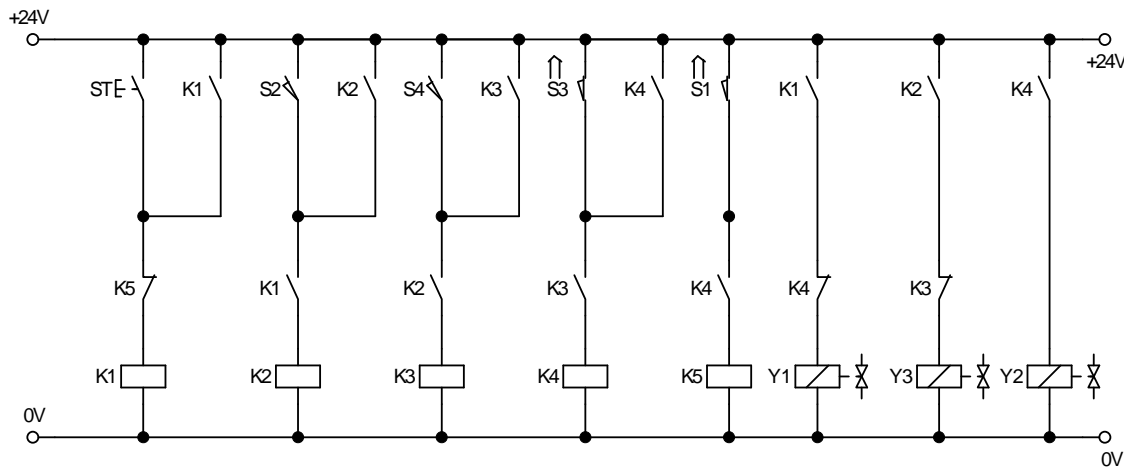 +24V
+24V
ST K1 S2 K2 S4 K3 S3 K4 S1 K1 K2 K4
K5 K1 K2 K3 K4 K4 K3
K1 K2 K3 K4 K5 Y1 Y3 Y2
0V
0V